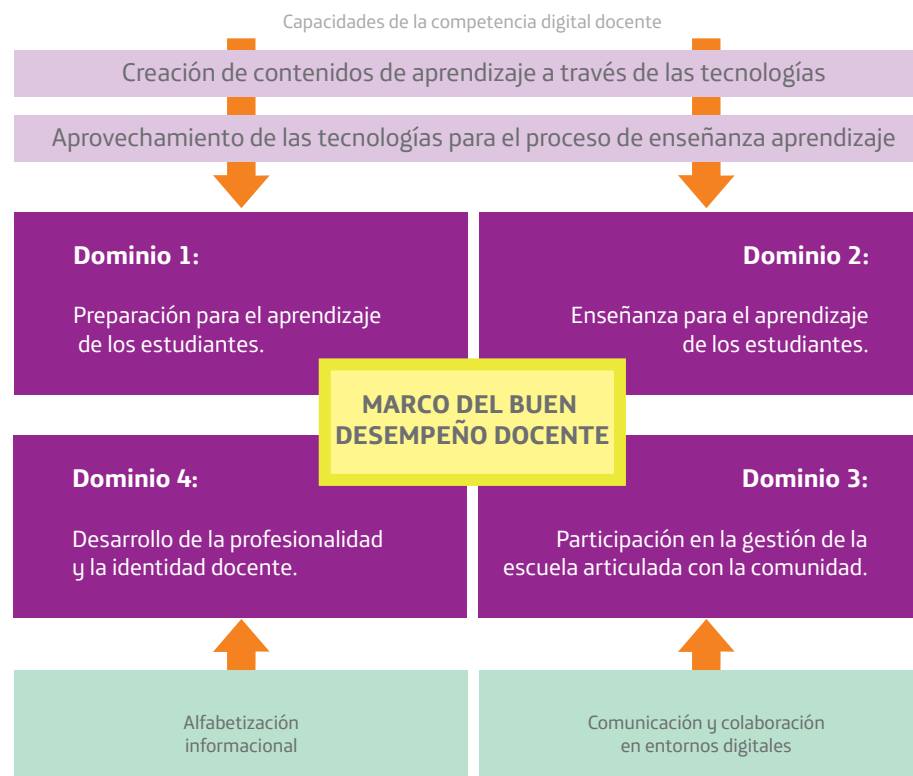 Capacidades de la competencia digital docente
Creación de contenidos de aprendizaje a través de las tecnologías
Aprovechamiento de las tecnologías para el proceso de enseñanza aprendizaje
Dominio 1:
Preparación para el aprendizaje
de los estudiantes.
Dominio 2:
Enseñanza para el aprendizaje
de los estudiantes.
MARCO DEL BUEN
DESEMPEÑO DOCENTE
Dominio 4:
Desarrollo de la profesionalidad
y la identidad docente.
Dominio 3:
Participación en la gestión de la
escuela articulada con la comunidad.
Alfabetización
informacional
Comunicación y colaboración
en entornos digitales